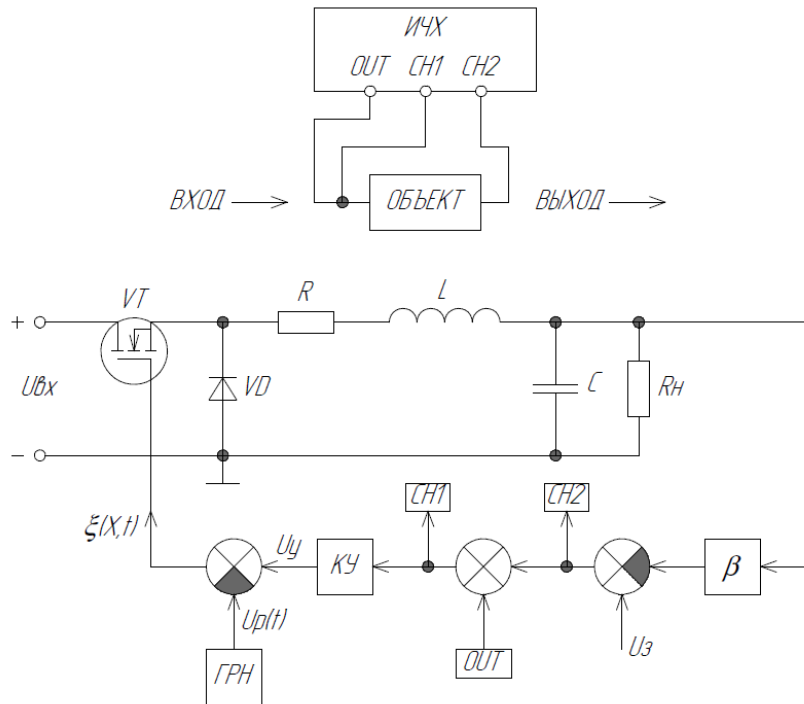 ИЧХ
OUT CH1 CH2
ВХОД ОБЪЕКТ ВЫХОД
VT R L
+
Uвх VD C Rн
−
CH1 CH2
ξ(X,t)
Uу КУ β
Uр(t)
ГРН OUT Uз